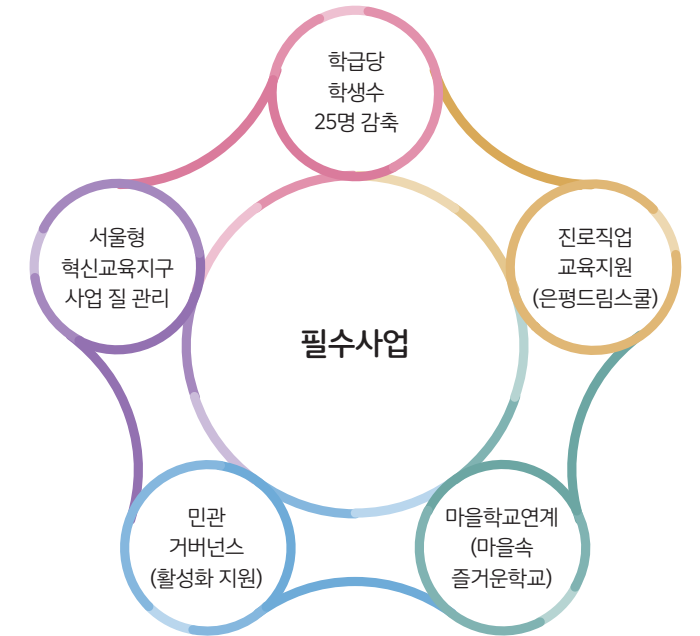 학급당
학생수
25명 감축
서울형
혁신교육지구
사업 질 관리
진로직업
교육지원
(은평드림스쿨)
필수사업
민관
거버넌스
(활성화 지원)
마을학교연계
(마을속
즐거운학교)